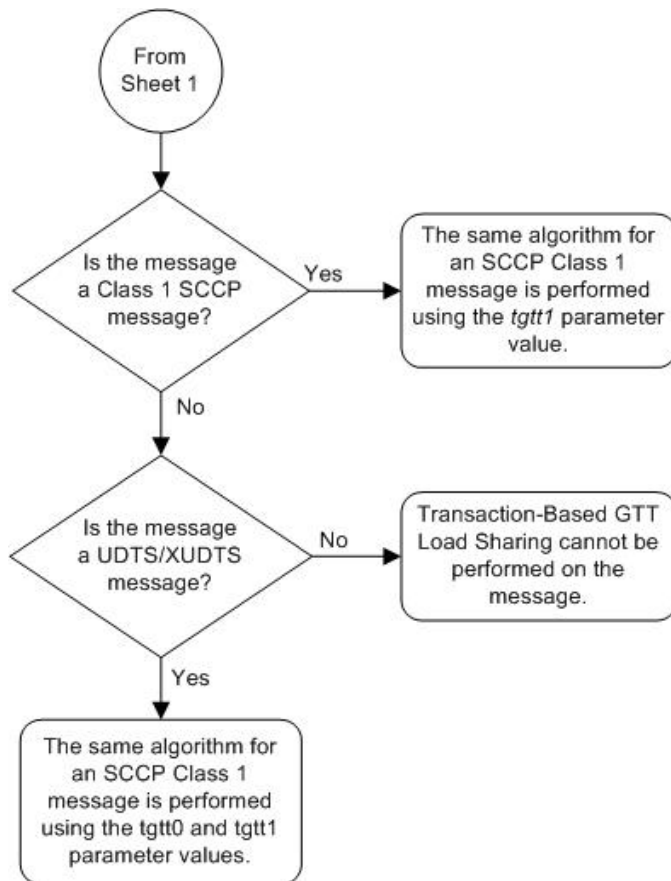 From
Sheet 1
Is the message
a Class 1 SCCP
message?
Yes
The same algorithm for
an SCCP Class 1
message is performed
using the tgtt1 parameter
value.
No
Is the message
a UDTS/XUDTS
message?
No
Transaction-Based GTT
Load Sharing cannot be
performed on the
message.
Yes
The same algorithm for
an SCCP Class 1
message is performed
using the tgtt0 and tgtt1
parameter values.